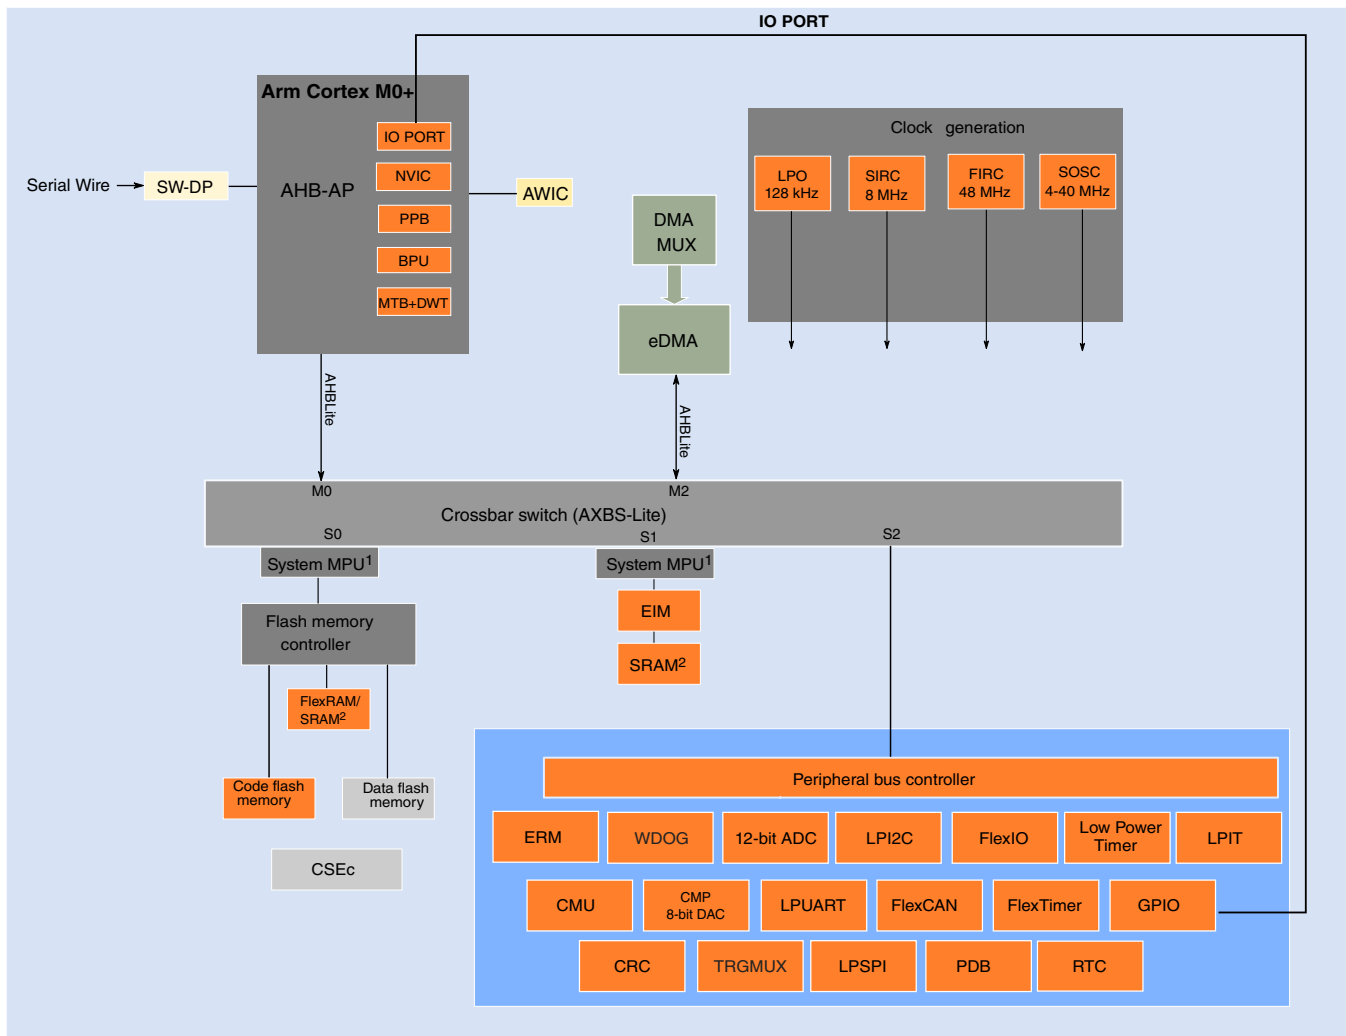 IO PORT
Arm Cortex M0+
IO PORT
NVIC
AHB-AP
PPB
BPU
MTB+DWT
Serial Wire
SW-DP
AWIC
DMA
MUX
eDMA
Clock generation
LPO
128 kHz
SIRC
8 MHz
FIRC
48 MHz
SOSC
4-40 MHz
AHBLite
AHBLite
M0
M2
Crossbar switch (AXBS-Lite)
S0
S1
S2
System MPU1
System MPU1
Flash memory
controller
EIM
SRAM2
FlexRAM/
SRAM2
Code flash
memory
Data flash
memory
CSEc
Peripheral bus controller
ERM
WDOG
12-bit ADC
LPI2C
FlexIO
Low Power
Timer
LPIT
CMU
CMP
8-bit DAC
LPUART
FlexCAN
FlexTimer
GPIO
CRC
TRGMUX
LPSPI
PDB
RTC